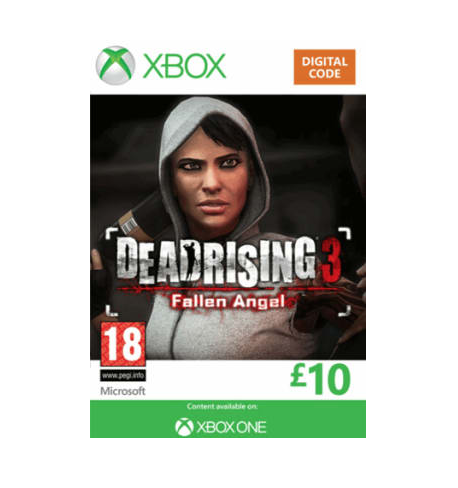 XBOX
DIGITAL
CODE
DEADRISING 3
Fallen Angel
18
www.pegi.info
Microsoft
£10
Content available on:
XBOX ONE